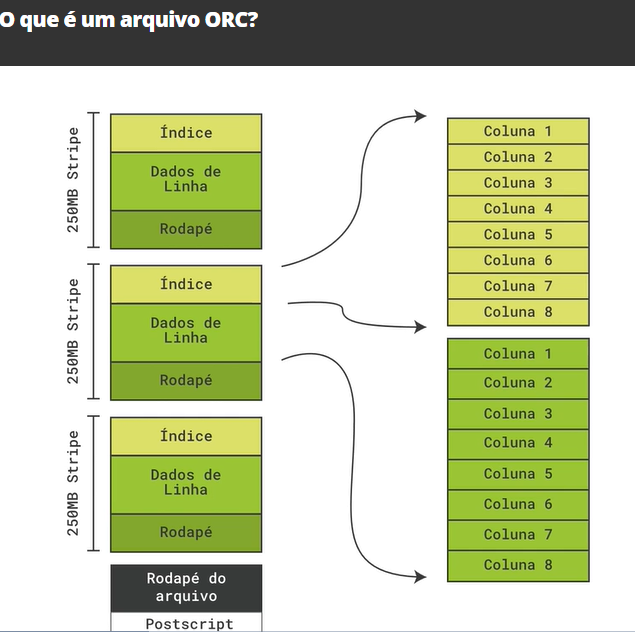 O que é um arquivo ORC?
250MB Stripe
Índice
Dados de
Linha
Rodapé
250MB Stripe
Índice
Dados de
Linha
Rodapé
250MB Stripe
Índice
Dados de
Linha
Rodapé
Rodapé do
arquivo
Postscript
Coluna 1
Coluna 2
Coluna 3
Coluna 4
Coluna 5
Coluna 6
Coluna 7
Coluna 8
Coluna 1
Coluna 2
Coluna 3
Coluna 4
Coluna 5
Coluna 6
Coluna 7
Coluna 8